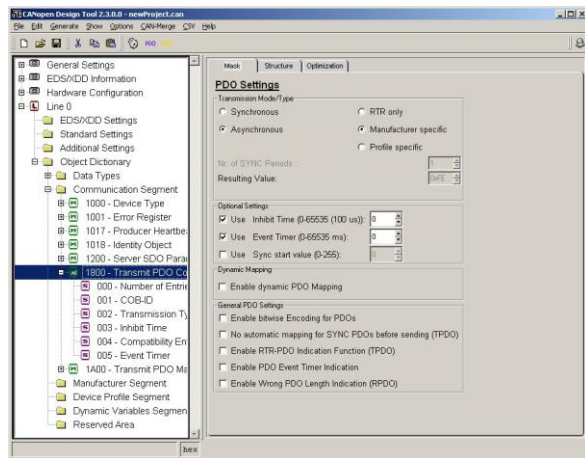 CANopen Design Tool 2.3.0.0 - newProject.can
File Edit Generate Show Options CAN-Merge CSV Help
PDO
General Settings
EDS/XDD Information
Hardware Configuration
Line 0
EDS/XDD Settings
Standard Settings
Additional Settings
Object Dictionary
Data Types
Communication Segment
1000 - Device Type
1001 - Error Register
1017 - Producer Heartbe
1018 - Identity Object
1200 - Server SDO Para
1800 - Transmit PDO Co
000 - Number of Entrie
001 - COB-ID
002 - Transmission Ty
003 - Inhibit Time
004 - Compatibility En
005 - Event Timer
1A00 - Transmit PDO Ma
Manufacturer Segment
Device Profile Segment
Dynamic Variables Segmen
Reserved Area
Mask Structure Optimization
PDO Settings
Transmission Mode/Type
Synchronous RTR only
Asynchronous Manufacturer specific
Profile specific
Nr. of SYNC Periods : 1
Resulting Value: 0xFE
Optional Settings
Use Inhibit Time (0-65535 (100 us)): 0
Use Event Timer (0-65535 ms): 0
Use Sync start value (0-255): 0
Dynamic Mapping
Enable dynamic PDO Mapping
General PDO Settings
Enable bitwise Encoding for PDOs
No automatic mapping for SYNC PDOs before sending (TPDO)
Enable RTR-PDO Indication Function (TPDO)
Enable PDO Event Timer Indication
Enable Wrong PDO Length Indication (RPDO)
hex